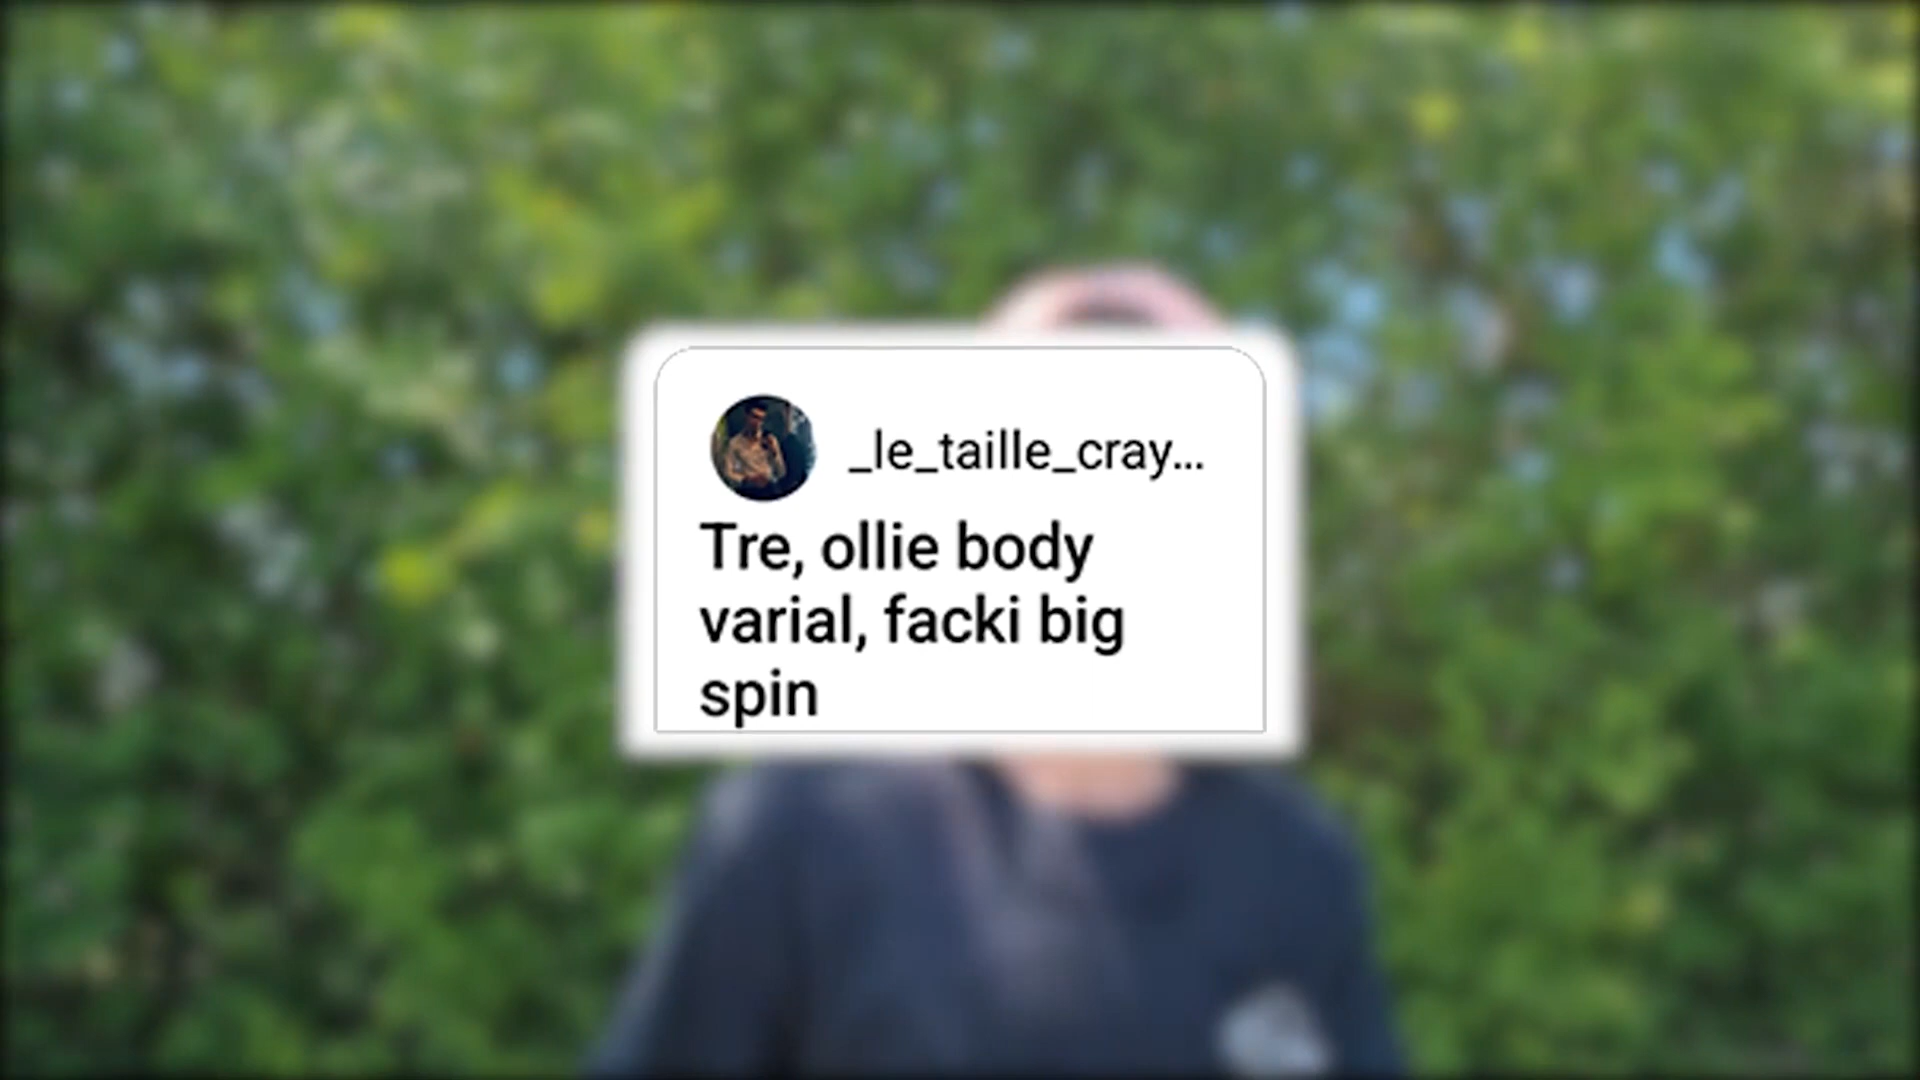 _le_taille_cray...
Tre, ollie body
varial, facki big
spin